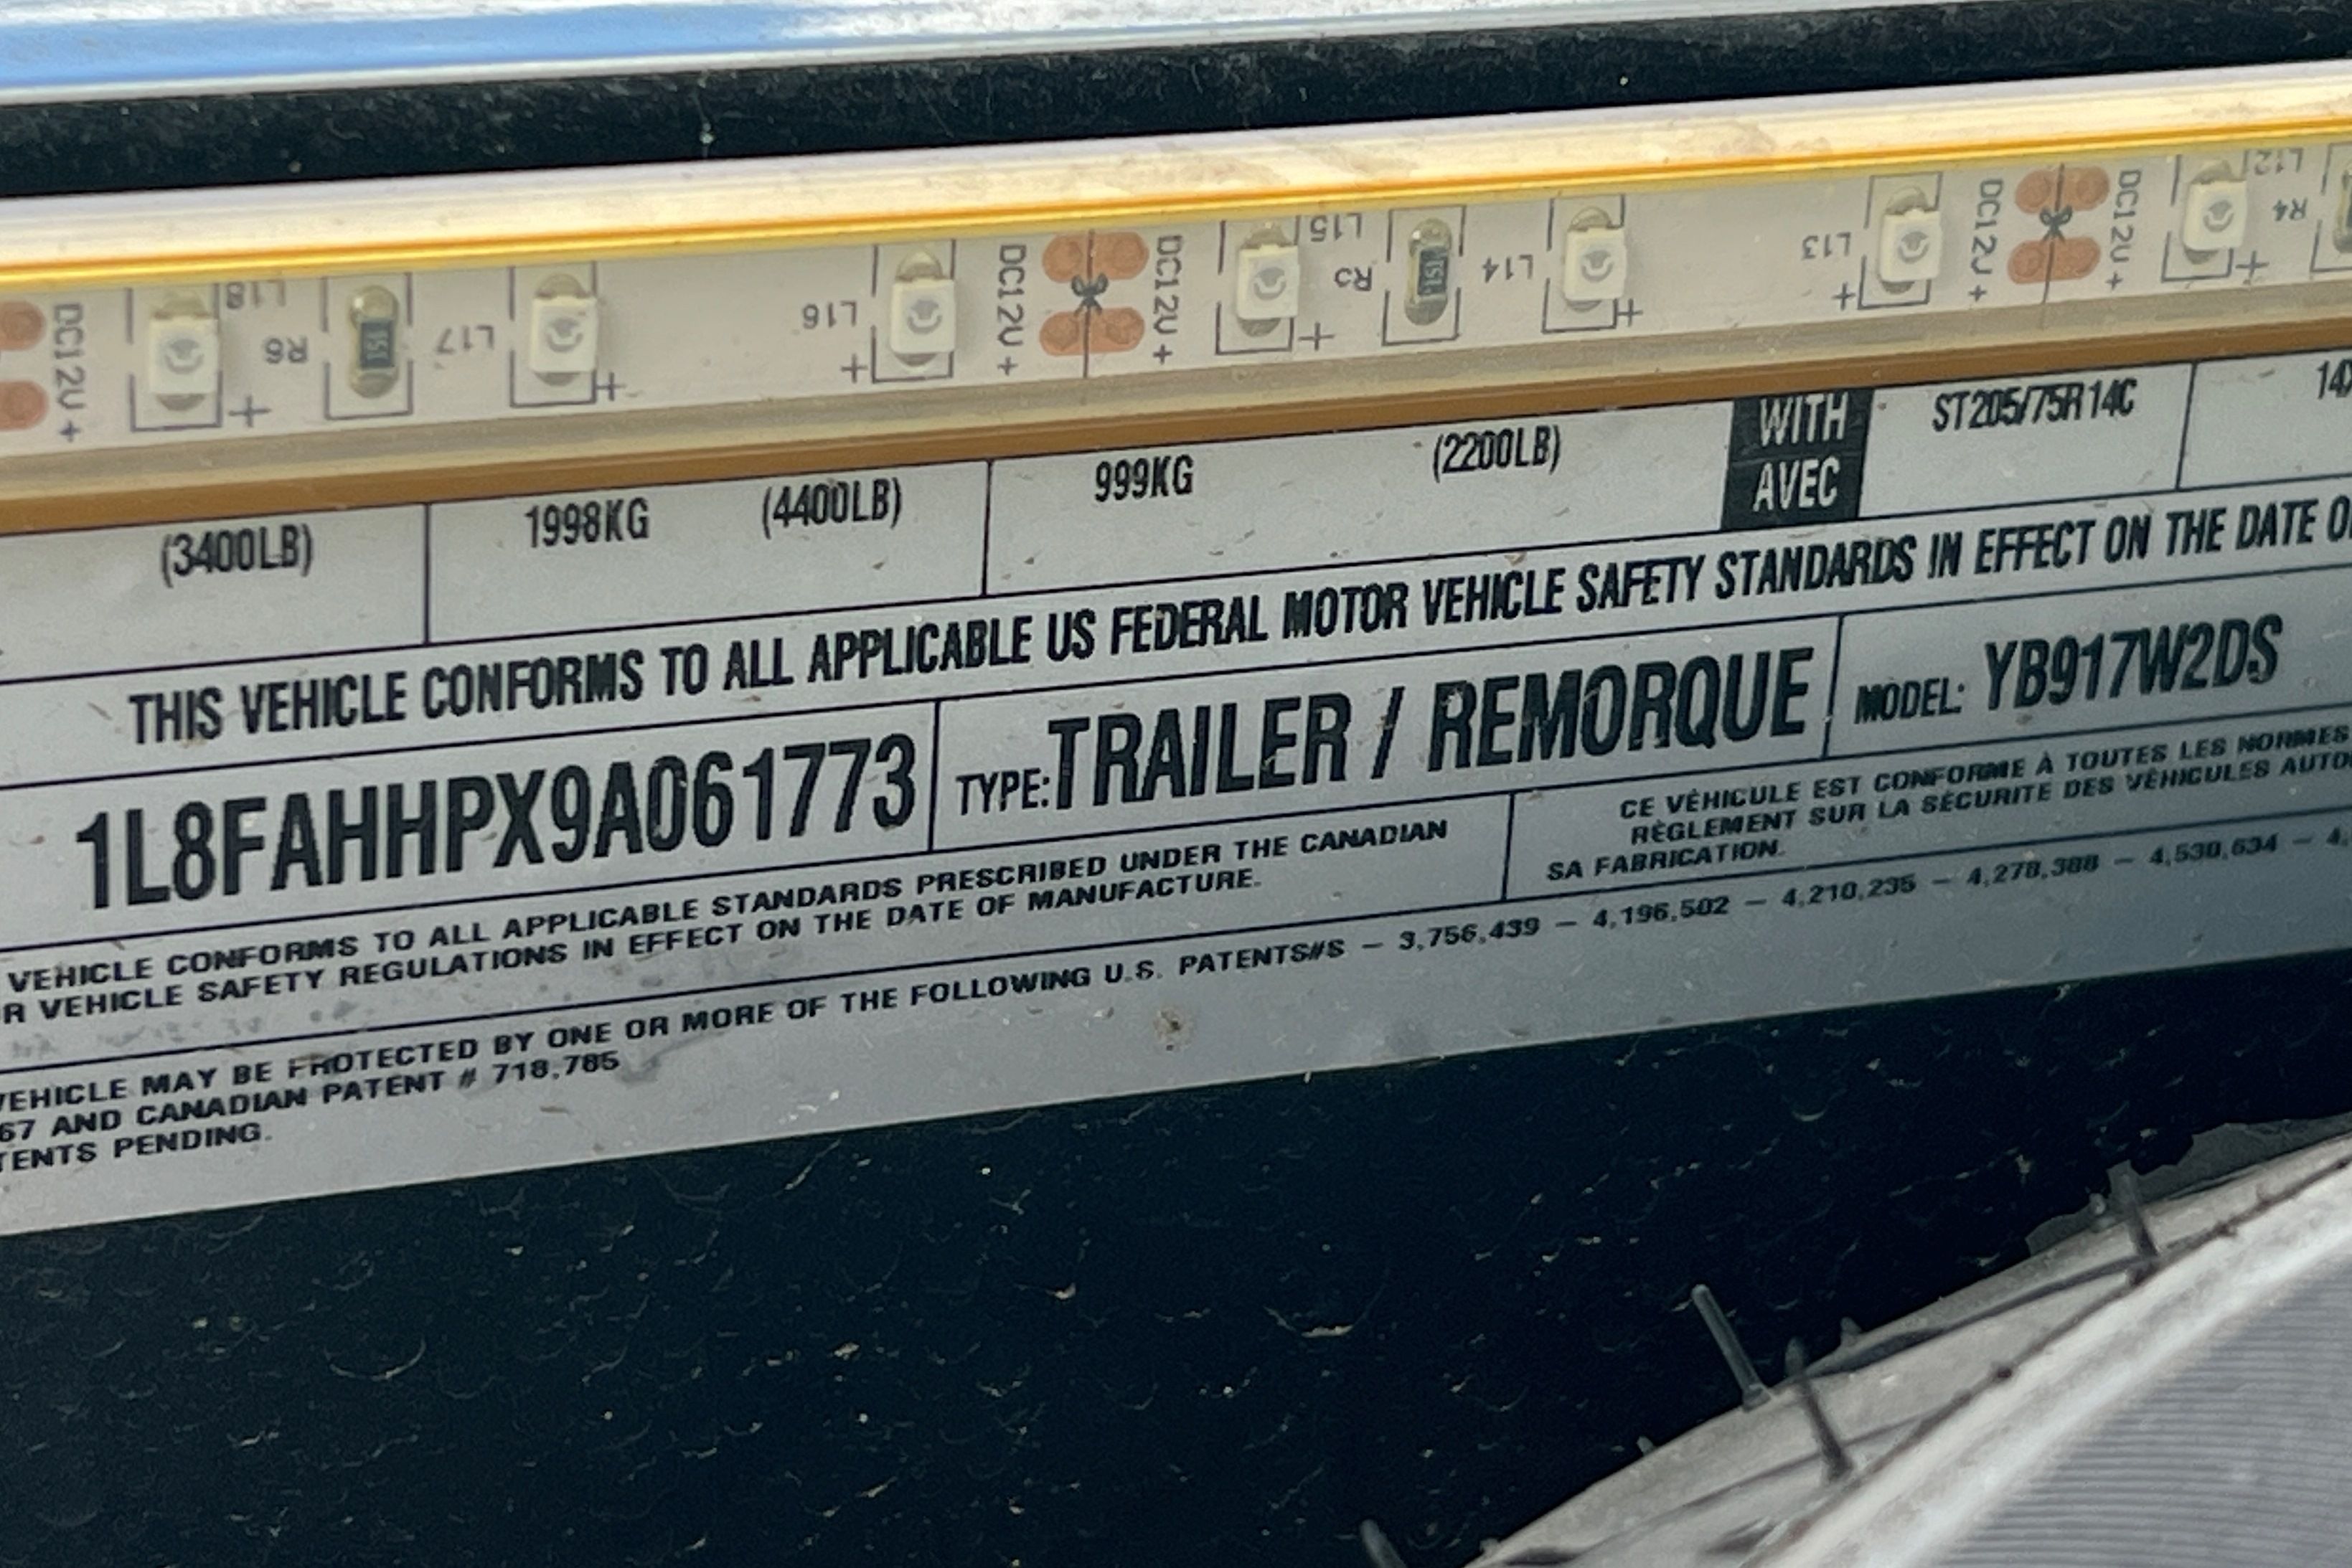 DC12V+ L18 R6 L17 L16 DC12V+ DC12V+ L15 R5 L14 L13 DC12V+ DC12V+ L12 R4
151 151
(3400LB) 1998KG (4400LB) 999KG (2200LB) WITH ST205/75R14C
AVEC
THIS VEHICLE CONFORMS TO ALL APPLICABLE US FEDERAL MOTOR VEHICLE SAFETY STANDARDS IN EFFECT ON THE DATE
1L8FAHHPX9A061773 TYPE: TRAILER / REMORQUE MODEL: YB917W2DS
VEHICLE CONFORMS TO ALL APPLICABLE STANDARDS PRESCRIBED UNDER THE CANADIAN
R VEHICLE SAFETY REGULATIONS IN EFFECT ON THE DATE OF MANUFACTURE.
CE VÉHICULE EST CONFORME À TOUTES LES NORMES
RÈGLEMENT SUR LA SÉCURITE DES VÉHICULES AUTO
SA FABRICATION.
VEHICLE MAY BE PROTECTED BY ONE OR MORE OF THE FOLLOWING U.S. PATENTS#S – 3,756,439 – 4,196,502 – 4,210,235 – 4,278,388 – 4,530,634 – 4,
67 AND CANADIAN PATENT # 718,785
TENTS PENDING.